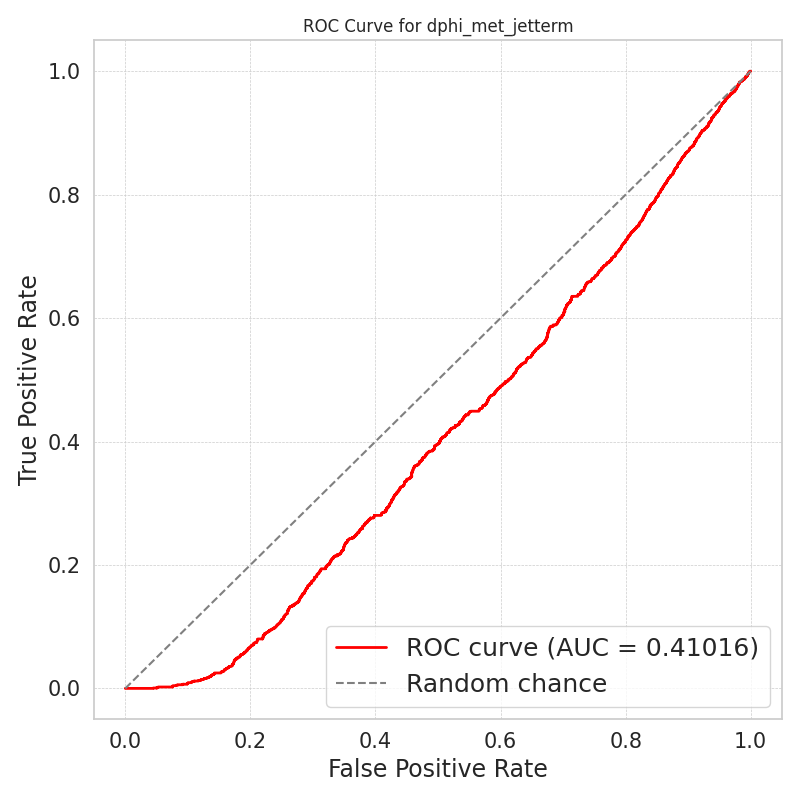 ROC Curve for dphi_met_jetterm
1.0
0.8
0.6
0.4
0.2
0.0
True Positive Rate
ROC curve (AUC = 0.41016)
Random chance
0.0 0.2 0.4 0.6 0.8 1.0
False Positive Rate